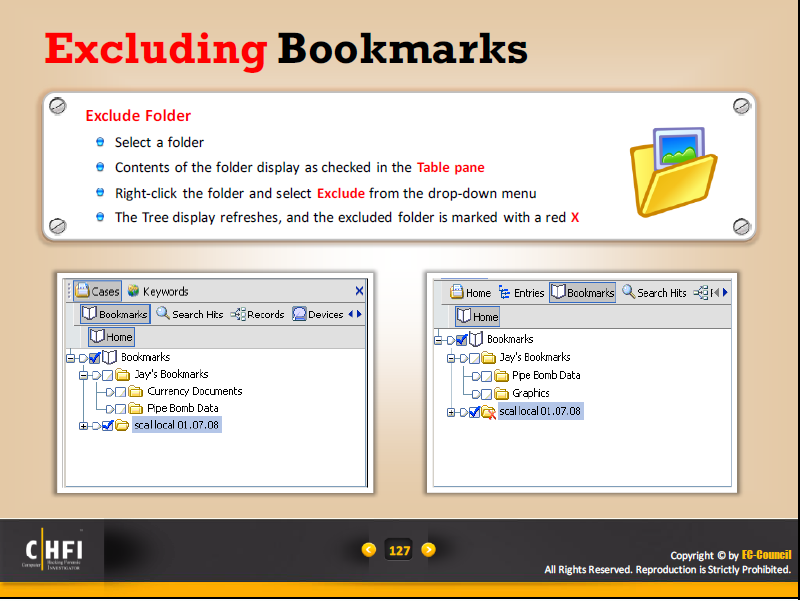 Excluding Bookmarks
Exclude Folder
Select a folder
Contents of the folder display as checked in the Table pane
Right-click the folder and select Exclude from the drop-down menu
The Tree display refreshes, and the excluded folder is marked with a red X
Cases Keywords
Bookmarks Search Hits Records Devices
Home
Bookmarks
Jay's Bookmarks
Currency Documents
Pipe Bomb Data
scal local 01.07.08
Home Entries Bookmarks Search Hits
Home
Bookmarks
Jay's Bookmarks
Pipe Bomb Data
Graphics
scal local 01.07.08
CHFI
Computer Hacking Forensic
INVESTIGATOR
127
Copyright © by EC-Council
All Rights Reserved. Reproduction is Strictly Prohibited.